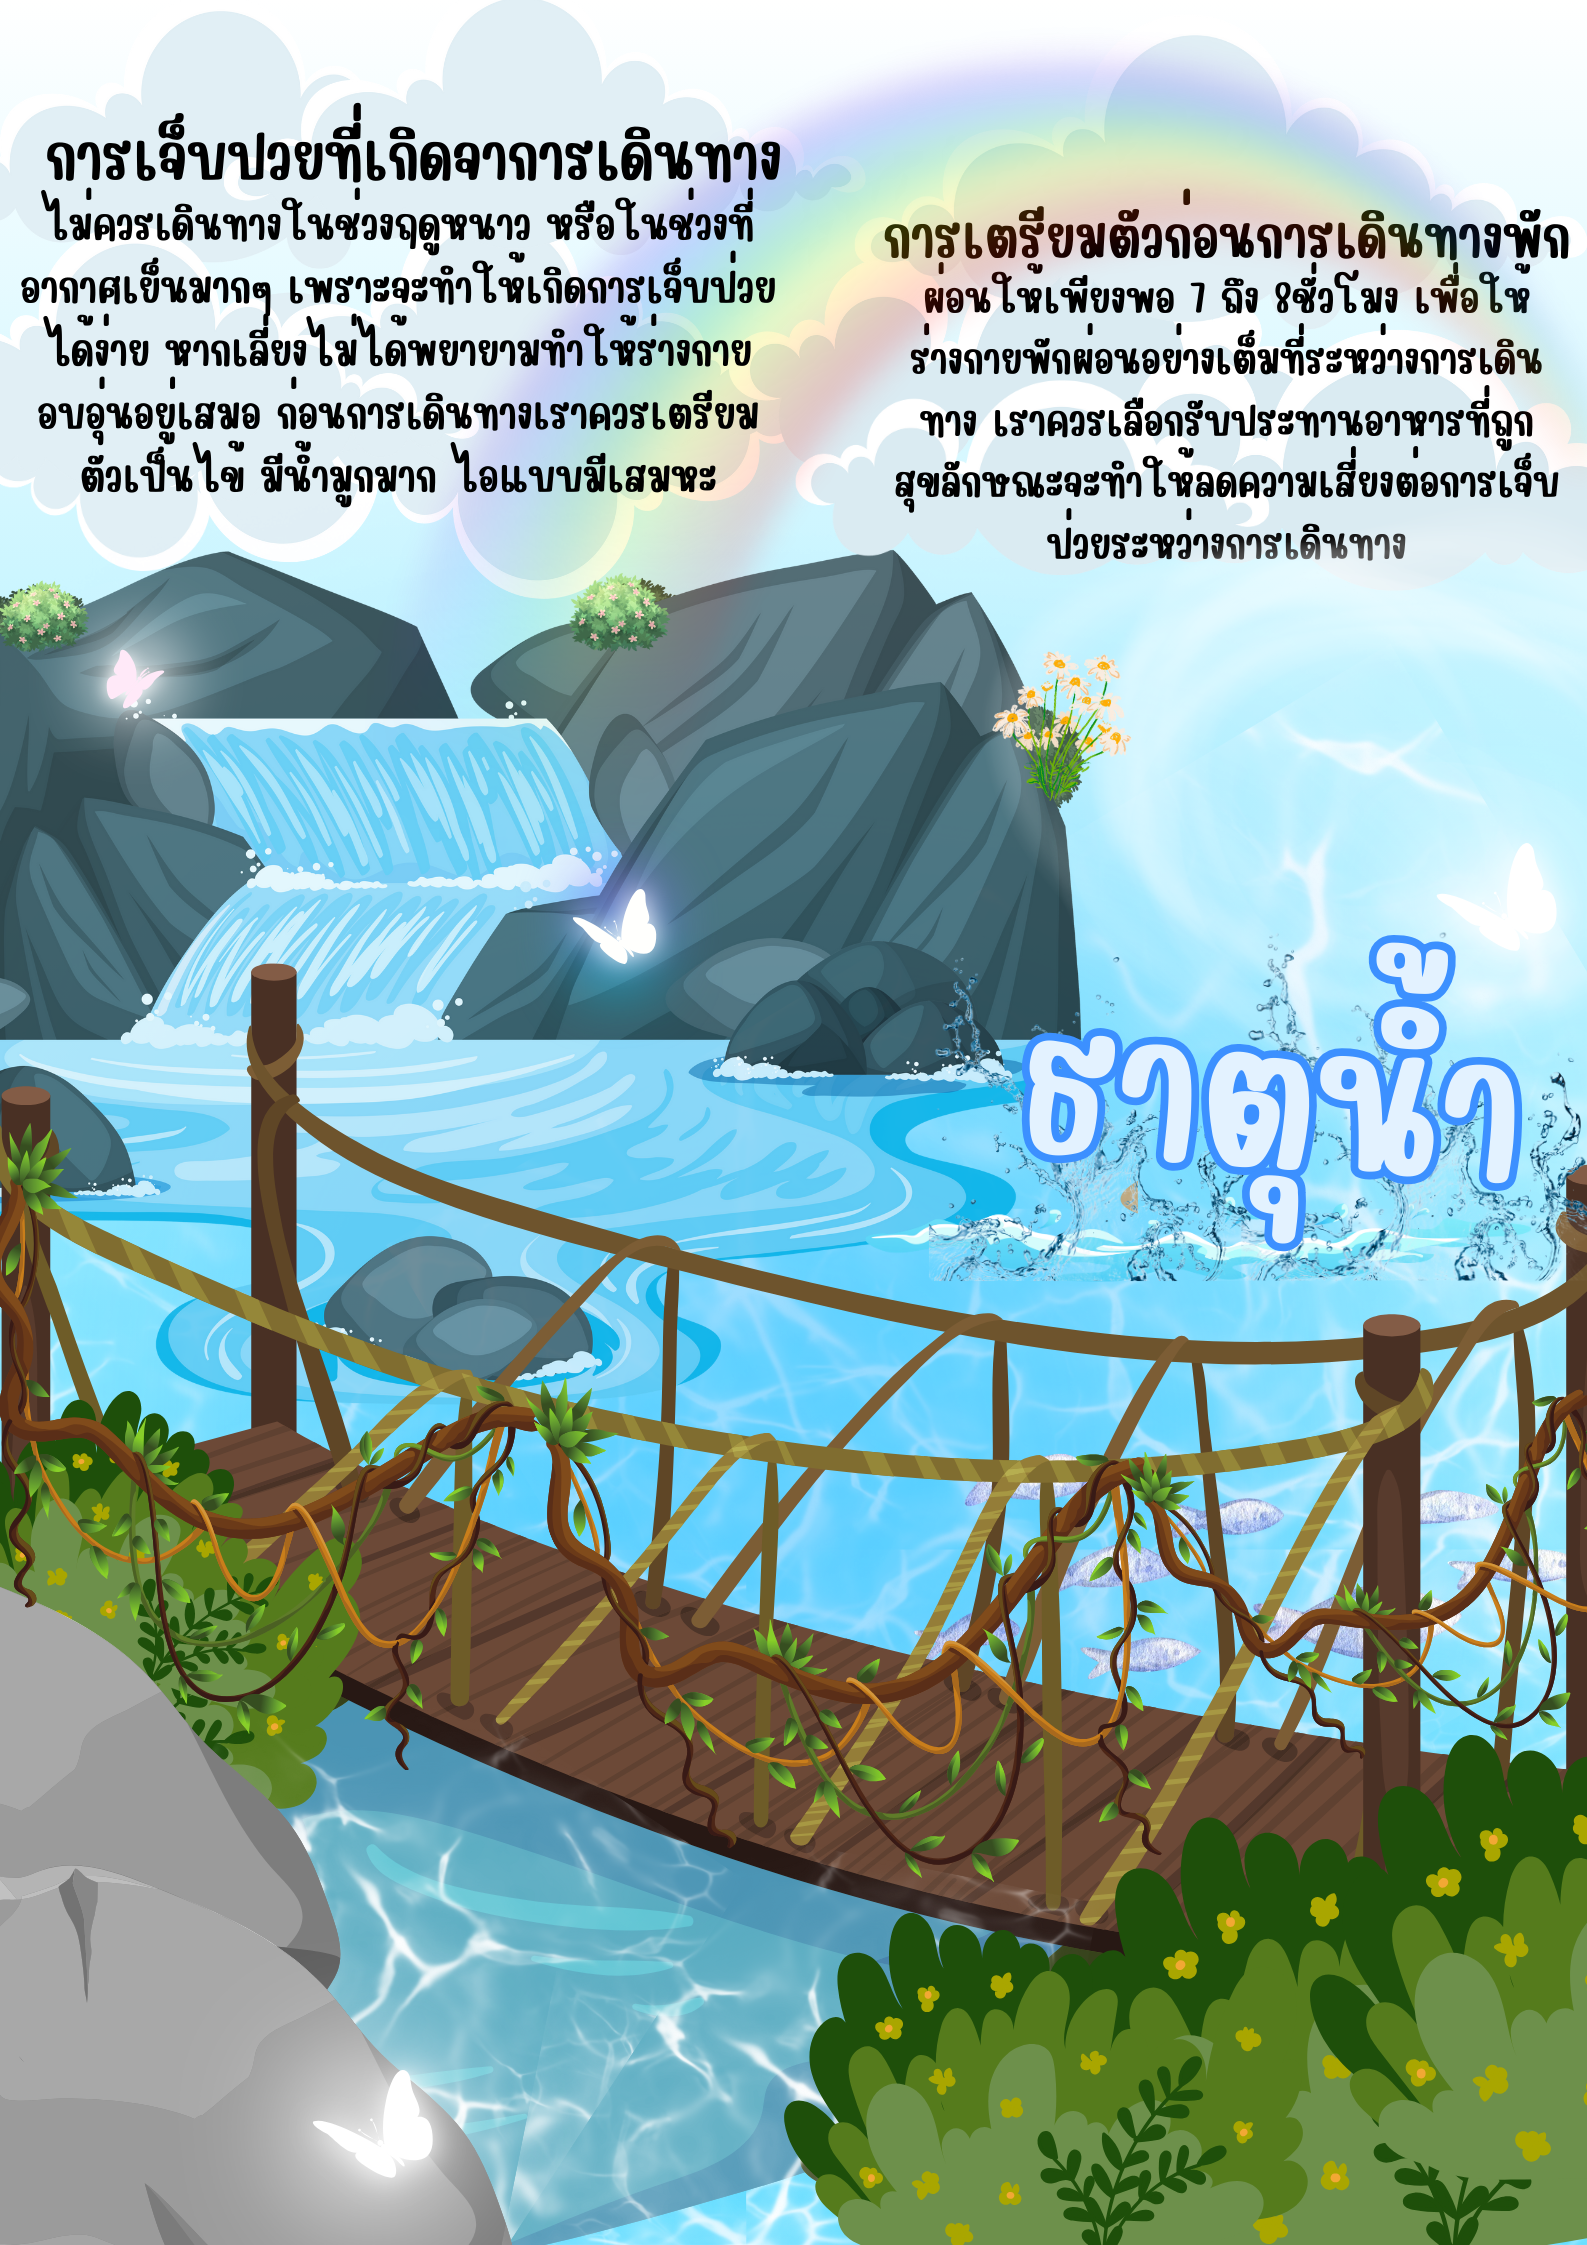 การเจ็บปวยที่เกิดจาการเดินทาง
ไม่ควรเดินทางในช่วงฤดูหนาว หรือในช่วงที่
อากาศเย็นมากๆ เพราะจะทำให้เกิดการเจ็บป่วย
ได้ง่าย หากเลี่ยงไม่ได้พยายามทำให้ร่างกาย
อบอุ่นอยู่เสมอ ก่อนการเดินทางเราควรเตรียม
ตัวเป็นไข้ มีน้ำมูกมาก ไอแบบมีเสมหะ
การเตรียมตัวก่อนการเดินทางพัก
ผ่อนให้เพียงพอ 7 ถึง 8ชั่วโมง เพื่อให้
ร่างกายพักผ่อนอย่างเต็มที่ระหว่างการเดิน
ทาง เราควรเลือกรับประทานอาหารที่ถูก
สุขลักษณะจะทำให้ลดความเสี่ยงต่อการเจ็บ
ป่วยระหว่างการเดินทาง
ธาตุน้ำ